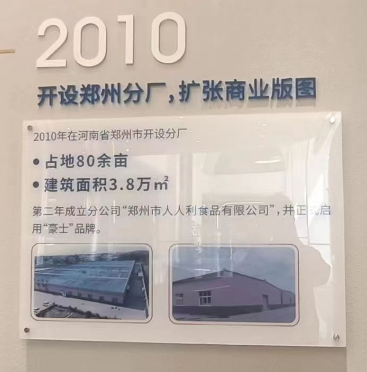 2010
开设郑州分厂,扩张商业版图
2010年在河南省郑州市开设分厂
• 占地80余亩
• 建筑面积3.8万㎡
第二年成立分公司“郑州市人人利食品有限公司”,并正式启
用“豪士”品牌。